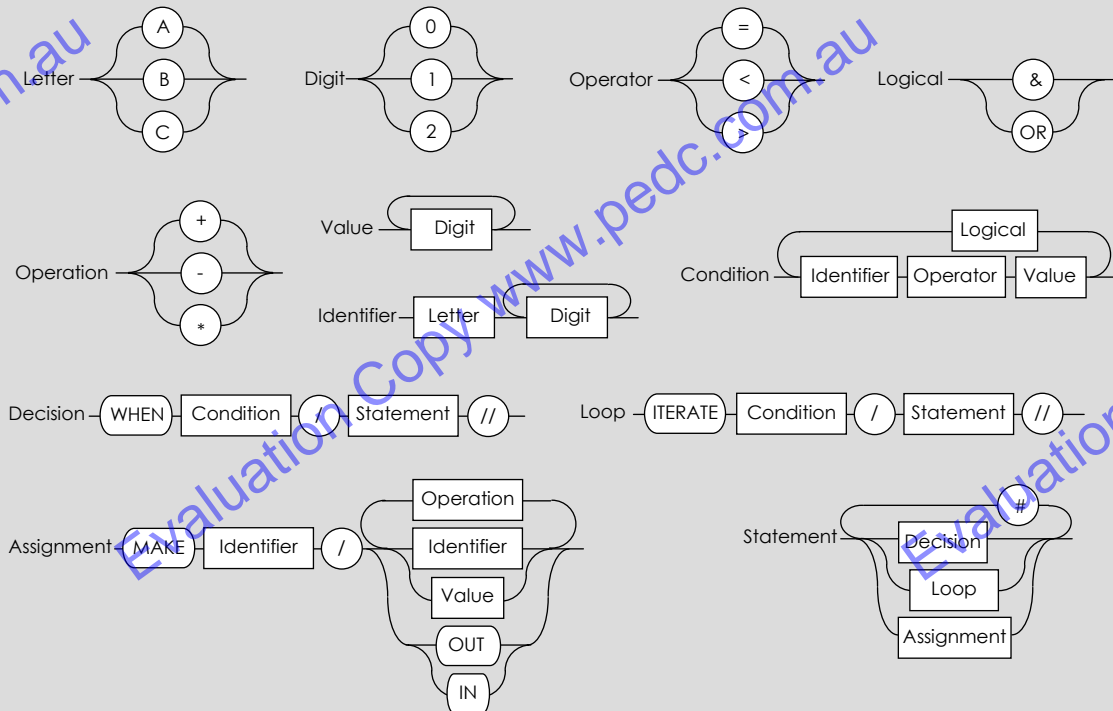 Letter A B C
Digit 0 1 2
Operator = < >
Logical & OR
Operation + - *
Value Digit
Identifier Letter Digit
Condition Logical Identifier Operator Value
Decision WHEN Condition / Statement //
Loop ITERATE Condition / Statement //
Assignment MAKE Identifier / Operation Identifier Value OUT IN
Statement # Decision Loop Assignment
m.au
Evaluation Copy www.pedc.com.au
Evaluation